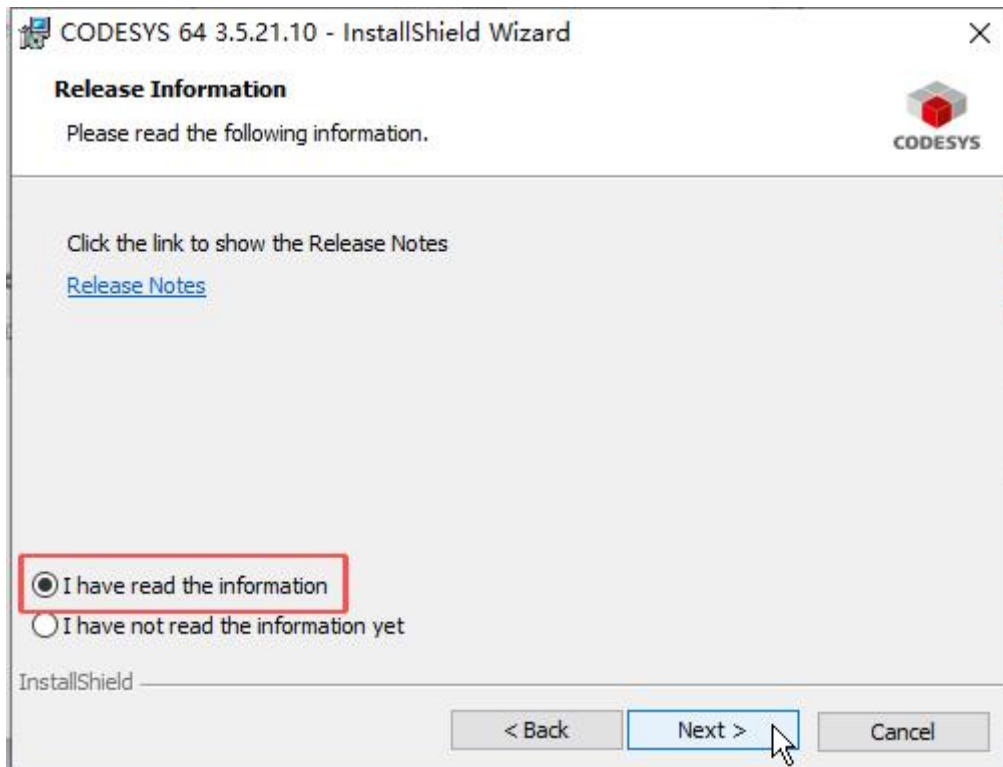 CODESYS 64 3.5.21.10 - InstallShield Wizard
Release Information
Please read the following information.
CODESYS
Click the link to show the Release Notes
Release Notes
I have read the information
I have not read the information yet
InstallShield
< Back Next > Cancel